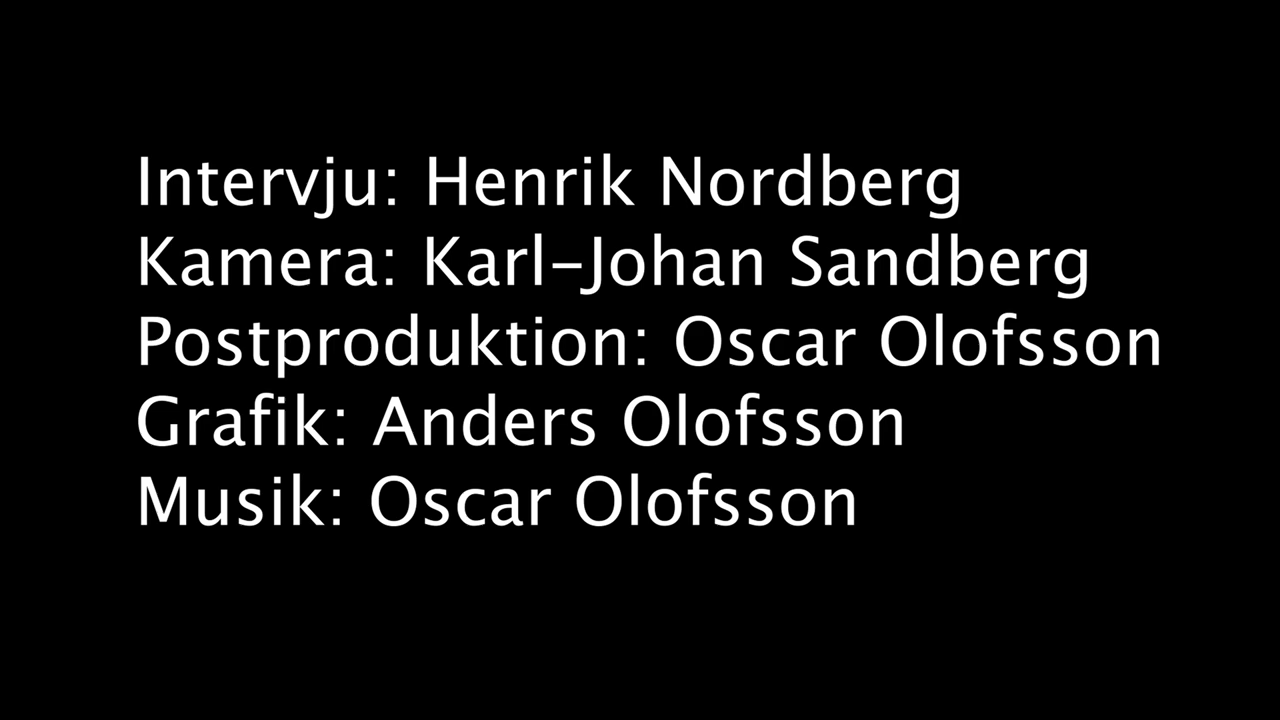 Intervju: Henrik Nordberg
Kamera: Karl-Johan Sandberg
Postproduktion: Oscar Olofsson
Grafik: Anders Olofsson
Musik: Oscar Olofsson